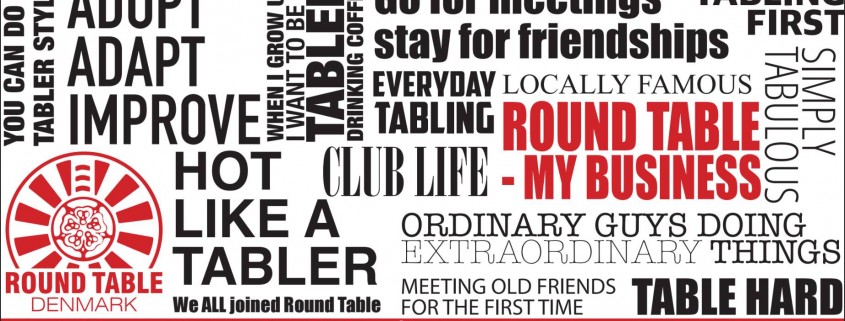 YOU CAN DO
TABLER STYL
ADOPT
ADAPT
IMPROVE
WHEN I GROW U
I WANT TO BE
TABLER
DRINKING COFF
Go for meetings
stay for friendships
TABLING
FIRST
EVERYDAY
TABLING
LOCALLY FAMOUS
ROUND TABLE
- MY BUSINESS
SIMPLY
TABULOUS
HOT
LIKE A
TABLER
CLUB LIFE
ORDINARY GUYS DOING
EXTRAORDINARY THINGS
ROUND TABLE
DENMARK
We ALL joined Round Table
MEETING OLD FRIENDS
FOR THE FIRST TIME
TABLE HARD